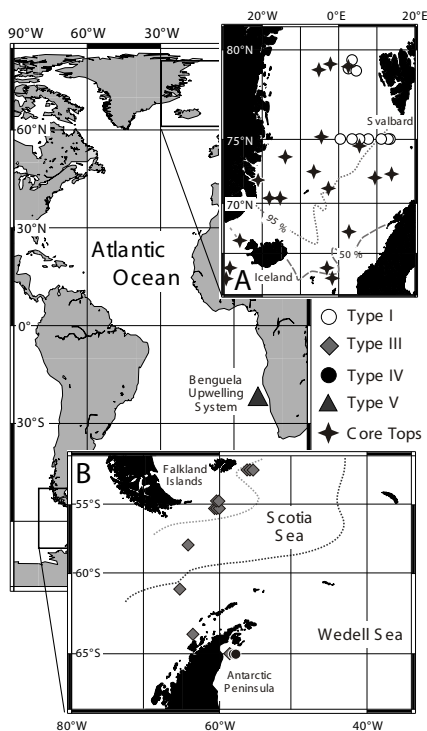 20°W 0°E 20°E
90°N
80°N
Svalbard
60°N
75°N
30°N
70°N
95 %
50 %
Atlantic
Ocean
Iceland
A
Type I
0°
Type III
Benguela
Upwelling
System
Type IV
Type V
30°S
Core Tops
B
Falkland
Islands
55°S
Scotia
Sea
60°S
Wedell Sea
65°S
Antarctic
Peninsula
80°W 60°W 40°W